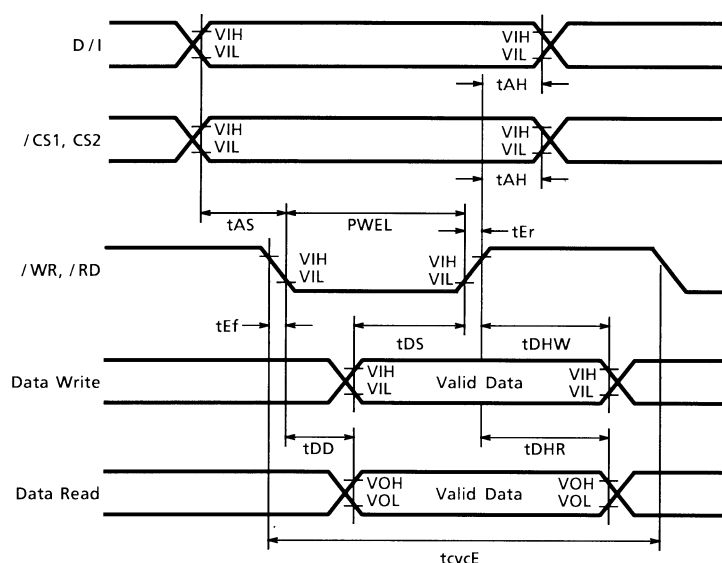 D/I
VIH
VIL
VIH
VIL
tAH
/CS1, CS2
VIH
VIL
VIH
VIL
tAH
tAS
PWEL
tEr
/WR, /RD
VIH
VIL
VIH
VIL
tEf
tDS
tDHW
Data Write
VIH
VIL
Valid Data
VIH
VIL
tDD
tDHR
Data Read
VOH
VOL
Valid Data
VOH
VOL
tcycE